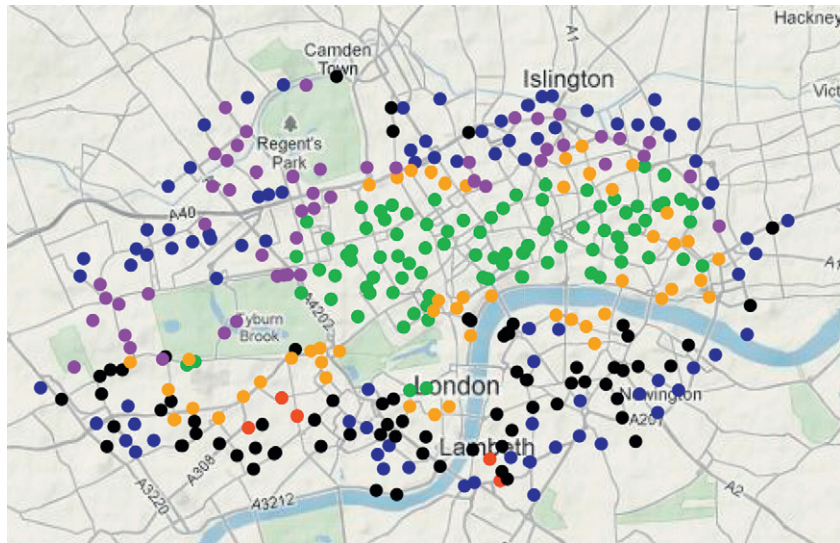 Hackney
Camden
Town
A1
Islington
Vict
Regent's
Park
A40
A1
A4202
Tyburn
Brook
London
Newington
A201
Lambeth
A308
A3220
A3212
A2